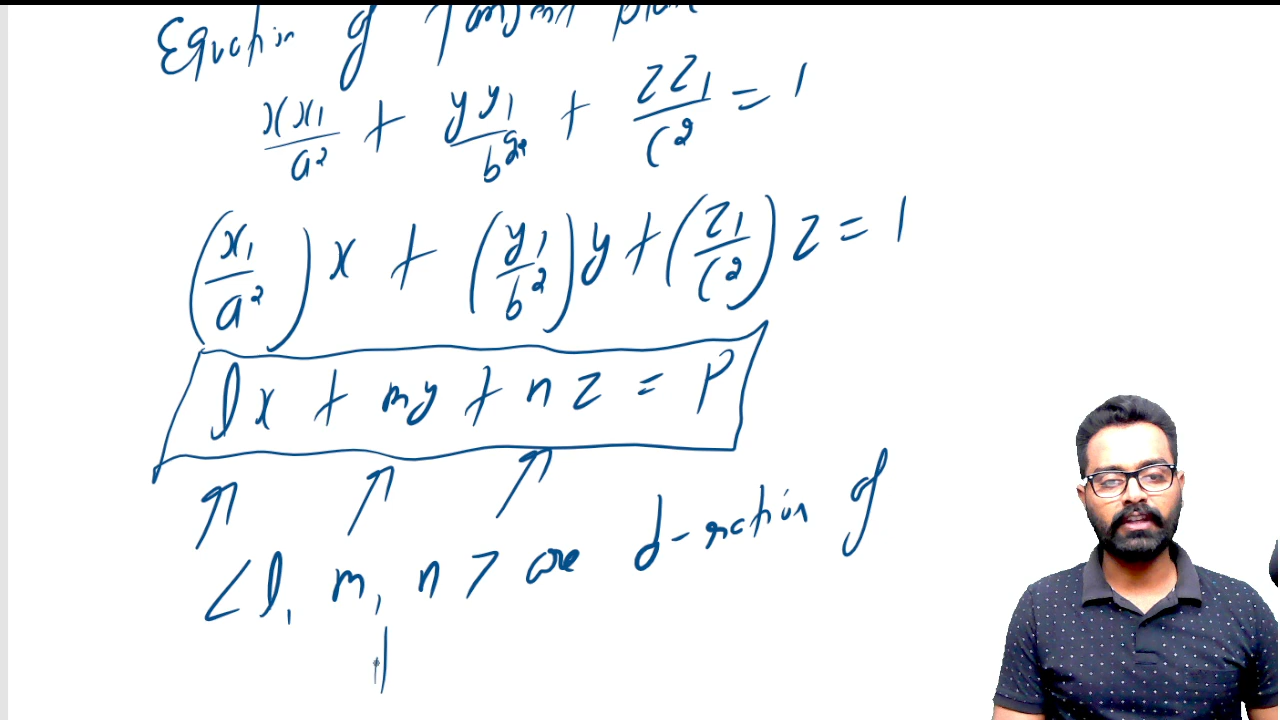 Equation of Tangent plane
xx₁/a² + yy₁/b² + zz₁/c² = 1
(x₁/a²)x + (y₁/b²)y + (z₁/c²)z = 1
lx + my + nz = P
<l, m, n> are d-ration of